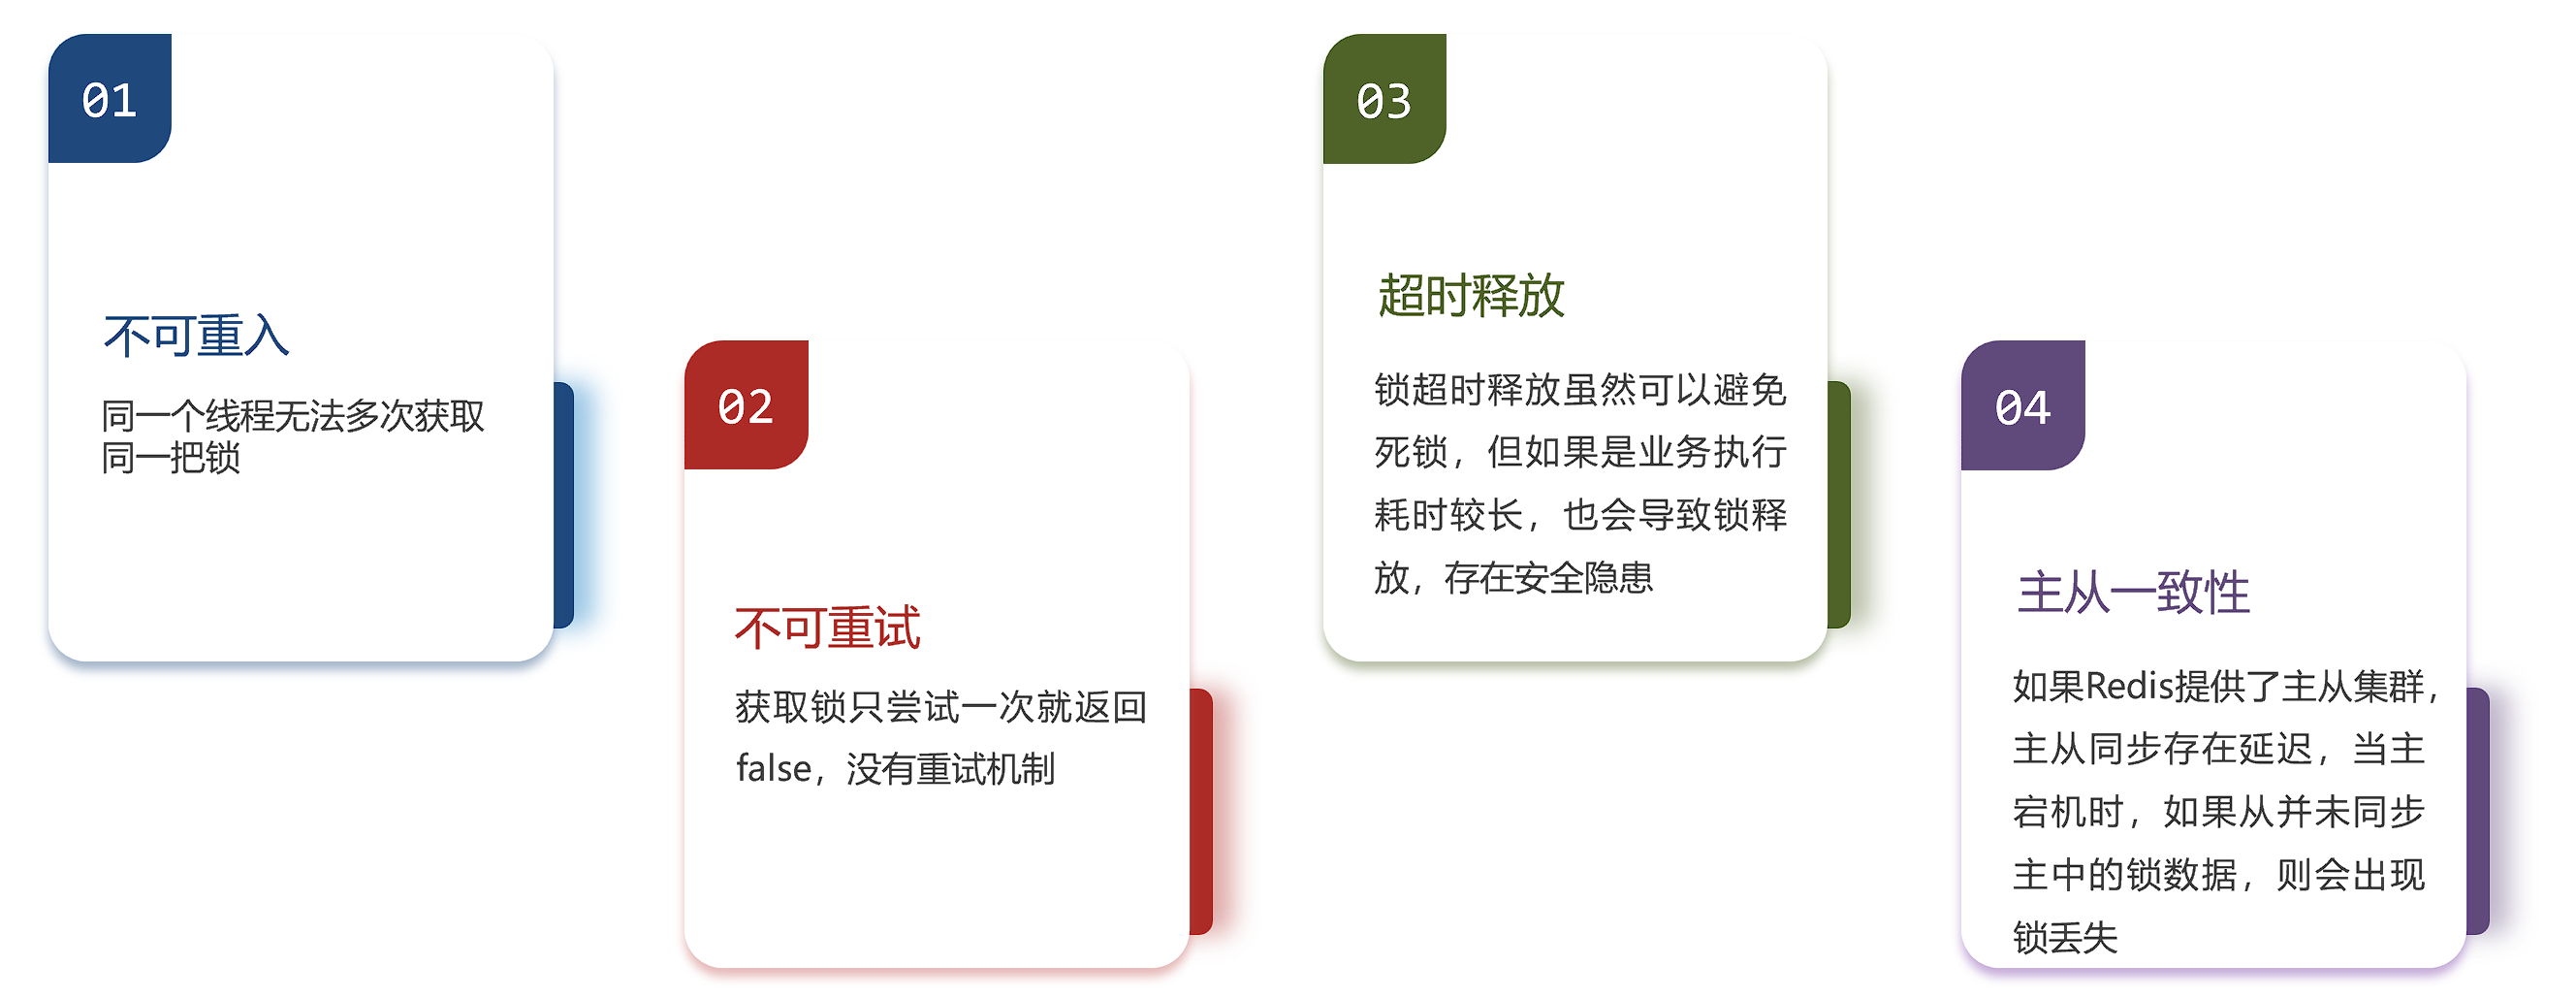 01
不可重入
同一个线程无法多次获取
同一把锁
02
不可重试
获取锁只尝试一次就返回
false，没有重试机制
03
超时释放
锁超时释放虽然可以避免
死锁，但如果是业务执行
耗时较长，也会导致锁释
放，存在安全隐患
04
主从一致性
如果Redis提供了主从集群，
主从同步存在延迟，当主
宕机时，如果从并未同步
主中的锁数据，则会出现
锁丢失